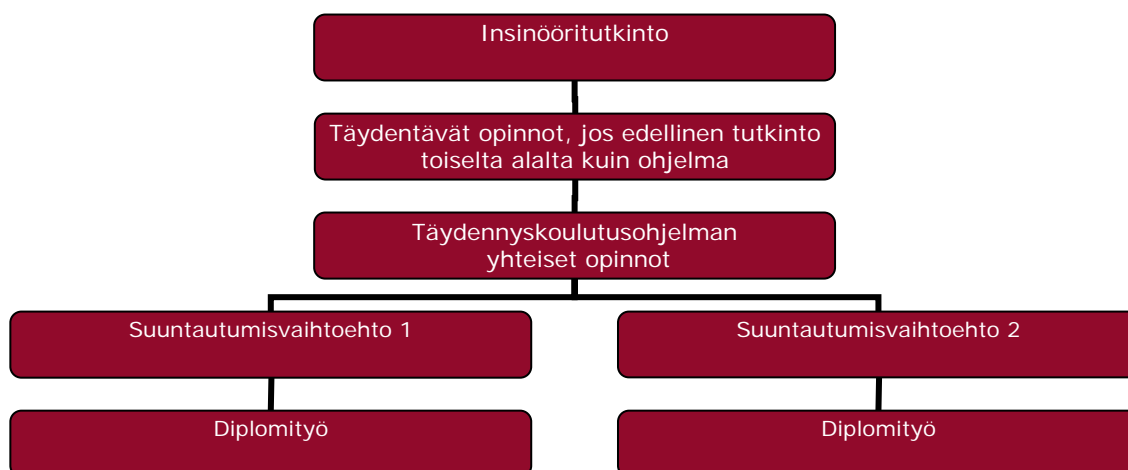 Insinööritutkinto
Täydentävät opinnot, jos edellinen tutkinto
toiselta alalta kuin ohjelma
Täydennyskoulutusohjelman
yhteiset opinnot
Suuntautumisvaihtoehto 1
Suuntautumisvaihtoehto 2
Diplomityö
Diplomityö